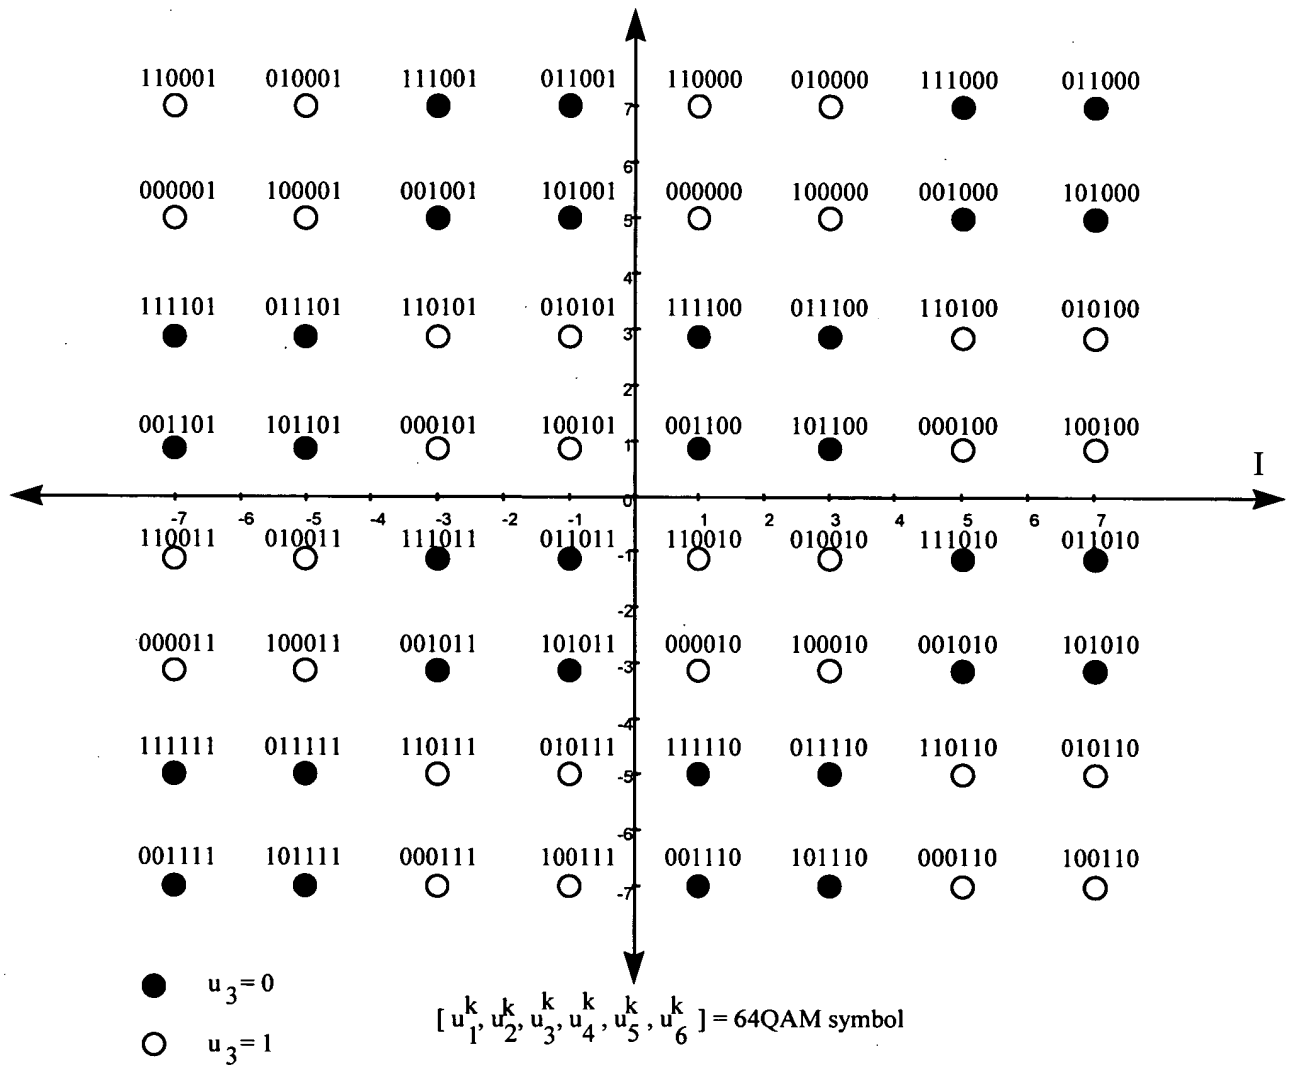 110001 010001 111001 011001 110000 010000 111000 011000
7
6
000001 100001 001001 101001 000000 100000 001000 101000
5
4
111101 011101 110101 010101 111100 011100 110100 010100
3
2
001101 101101 000101 100101 001100 101100 000100 100100
1
I
0
-7 -6 -5 -4 -3 -2 -1 1 2 3 4 5 6 7
110011 010011 111011 011011 110010 010010 111010 011010
-1
-2
000011 100011 001011 101011 000010 100010 001010 101010
-3
-4
111111 011111 110111 010111 111110 011110 110110 010110
-5
-6
001111 101111 000111 100111 001110 101110 000110 100110
-7
u3=0
[ u1k, u2k, u3k, u4k, u5k, u6k ] = 64QAM symbol
u3=1